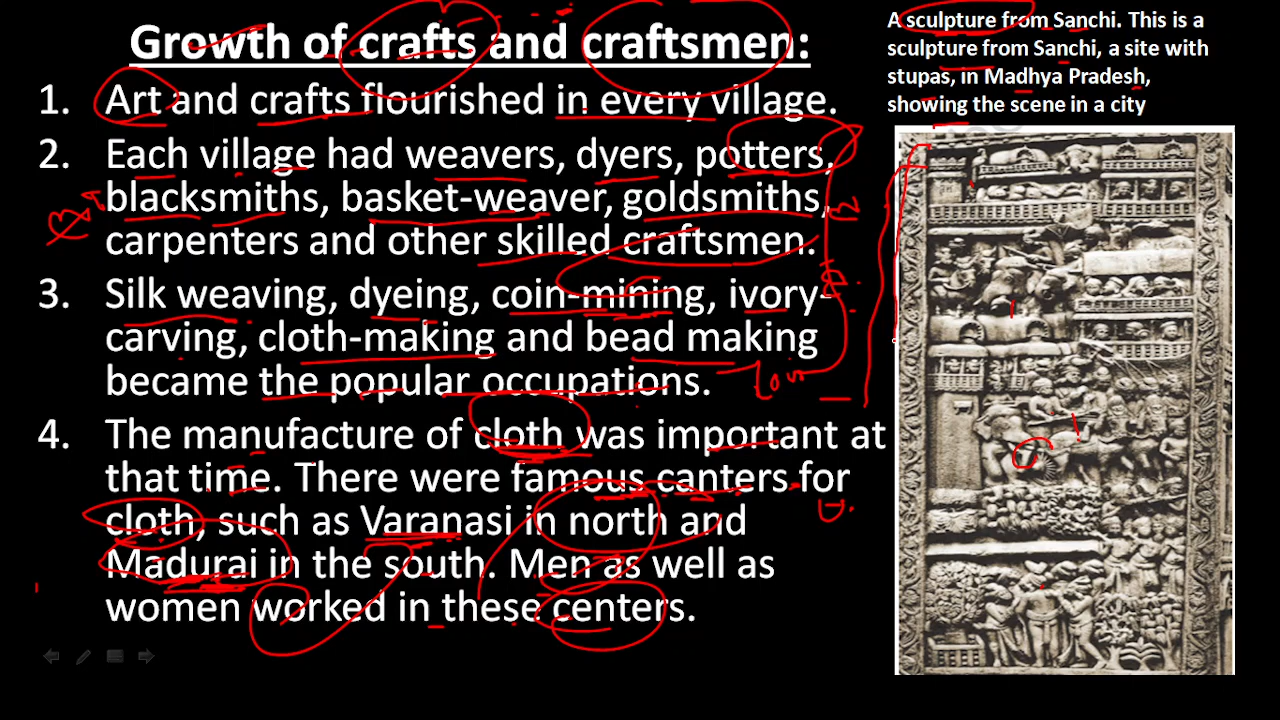 Growth of crafts and craftsmen:
1. Art and crafts flourished in every village.
2. Each village had weavers, dyers, potters,
blacksmiths, basket-weaver, goldsmiths,
carpenters and other skilled craftsmen.
3. Silk weaving, dyeing, coin-mining, ivory-
carving, cloth-making and bead making
became the popular occupations.
4. The manufacture of cloth was important at
that time. There were famous canters for
cloth, such as Varanasi in north and
Madurai in the south. Men as well as
women worked in these centers.
A sculpture from Sanchi. This is a
sculpture from Sanchi, a site with
stupas, in Madhya Pradesh,
showing the scene in a city